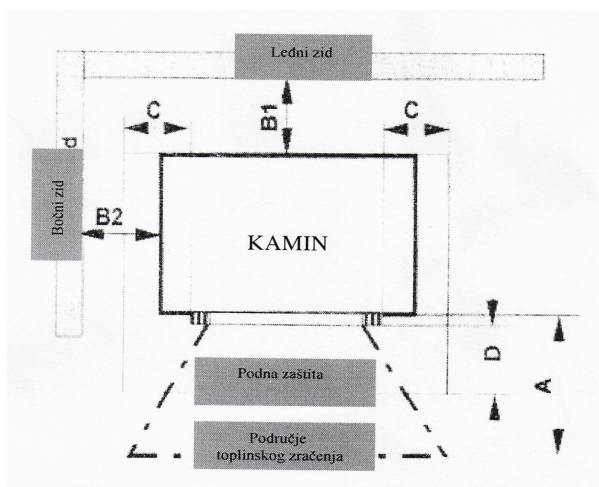 Leđni zid
C
B1
C
d
Bočni zid
B2
KAMIN
D
A
Podna zaštita
Područje
toplinskog zračenja